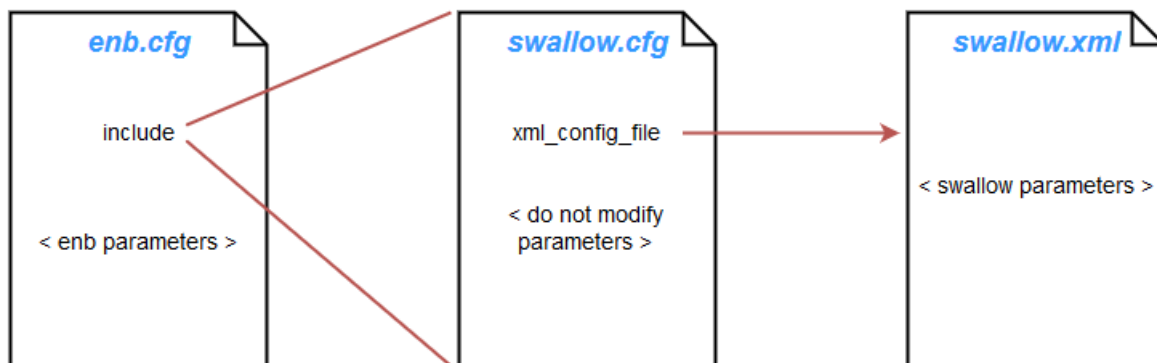 enb.cfg
include
< enb parameters >
swallow.cfg
xml_config_file
< do not modify
parameters >
swallow.xml
< swallow parameters >